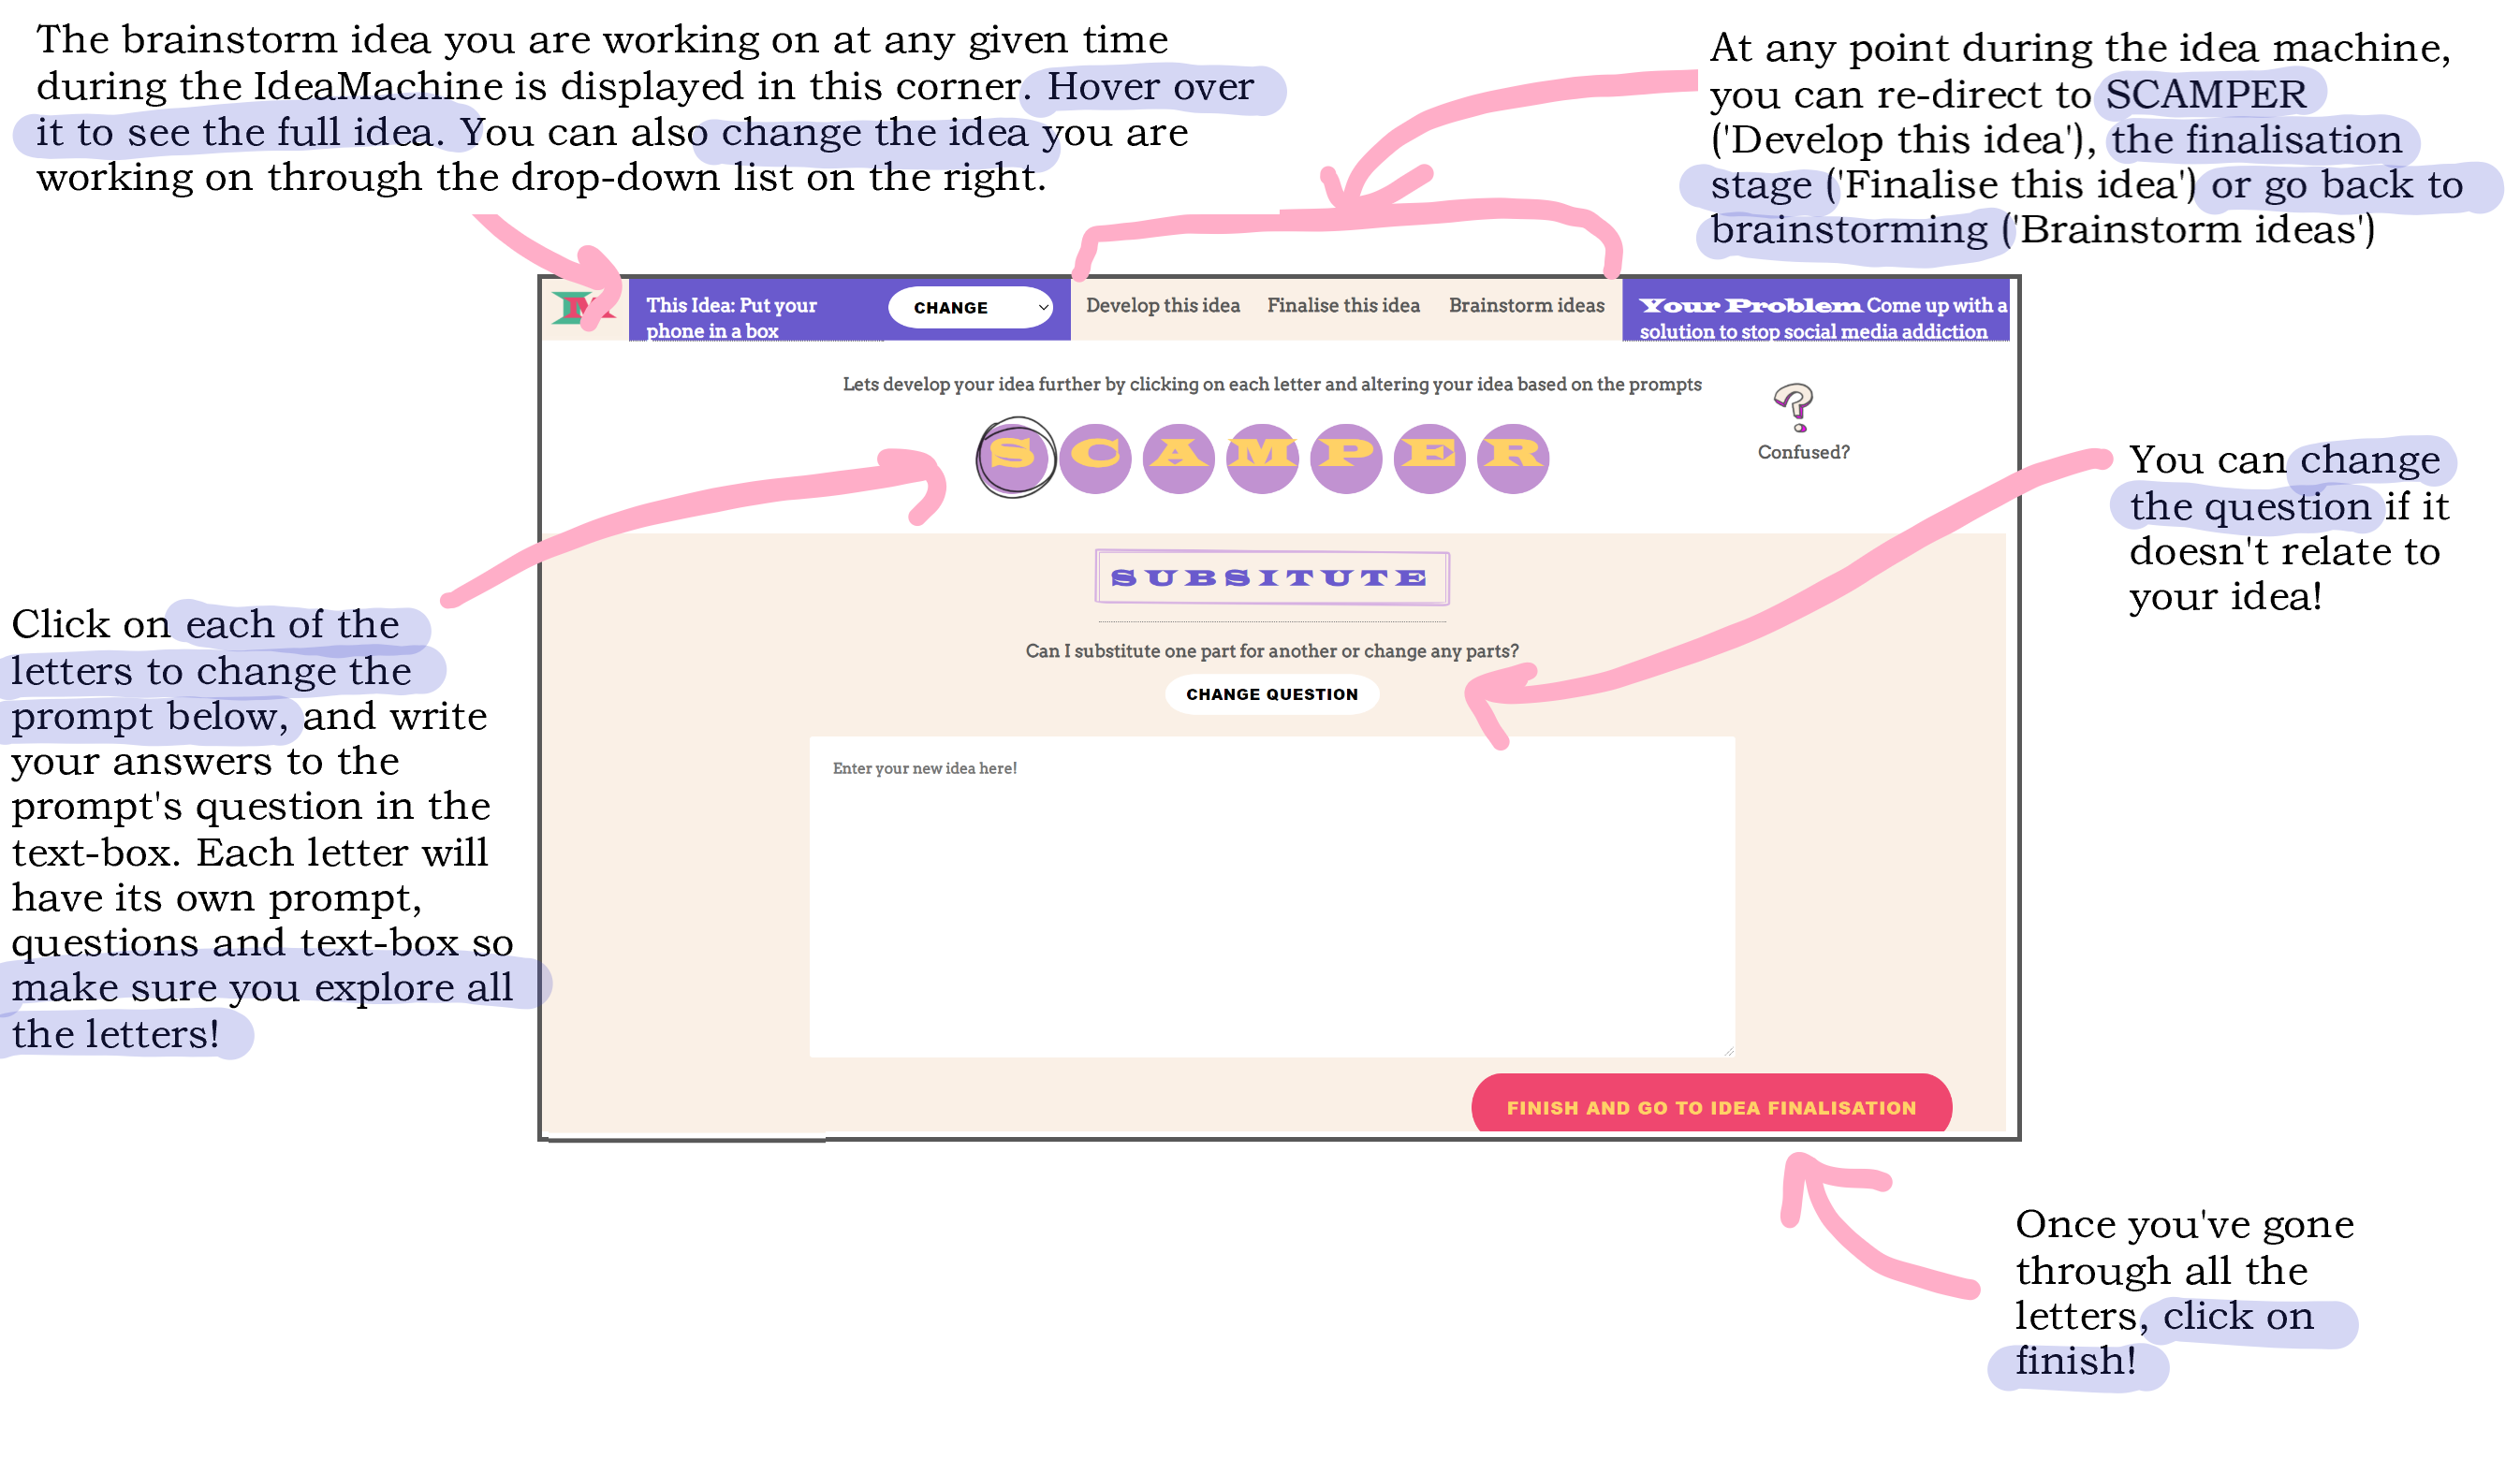 The brainstorm idea you are working on at any given time
during the IdeaMachine is displayed in this corner. Hover over
it to see the full idea. You can also change the idea you are
working on through the drop-down list on the right.
At any point during the idea machine,
you can re-direct to SCAMPER
('Develop this idea'), the finalisation
stage ('Finalise this idea') or go back to
brainstorming ('Brainstorm ideas')
IM
This Idea: Put your
phone in a box
CHANGE
Develop this idea
Finalise this idea
Brainstorm ideas
Your Problem Come up with a
solution to stop social media addiction
Lets develop your idea further by clicking on each letter and altering your idea based on the prompts
Confused?
S C A M P E R
You can change
the question if it
doesn't relate to
your idea!
SUBSITUTE
Can I substitute one part for another or change any parts?
CHANGE QUESTION
Click on each of the
letters to change the
prompt below, and write
your answers to the
prompt's question in the
text-box. Each letter will
have its own prompt,
questions and text-box so
make sure you explore all
the letters!
Enter your new idea here!
FINISH AND GO TO IDEA FINALISATION
Once you've gone
through all the
letters, click on
finish!